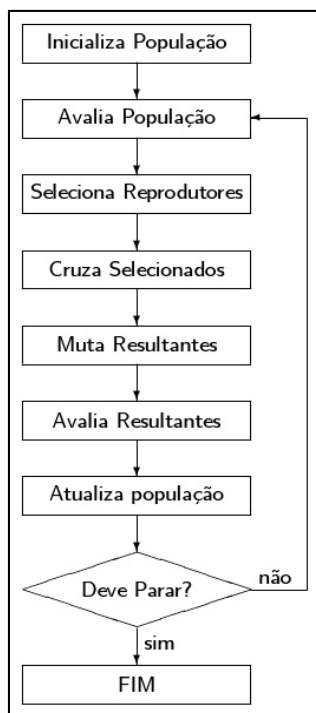 Inicializa População
Avalia População
Seleciona Reprodutores
Cruza Selecionados
Muta Resultantes
Avalia Resultantes
Atualiza população
Deve Parar?
não
sim
FIM